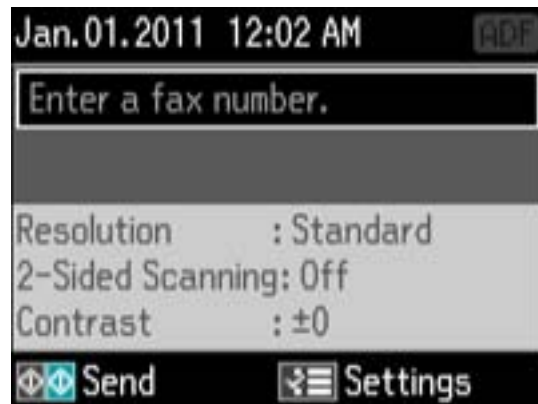 Jan.01.2011 12:02 AM ADF
Enter a fax number.
Resolution : Standard
2-Sided Scanning: Off
Contrast : ±0
Send Settings